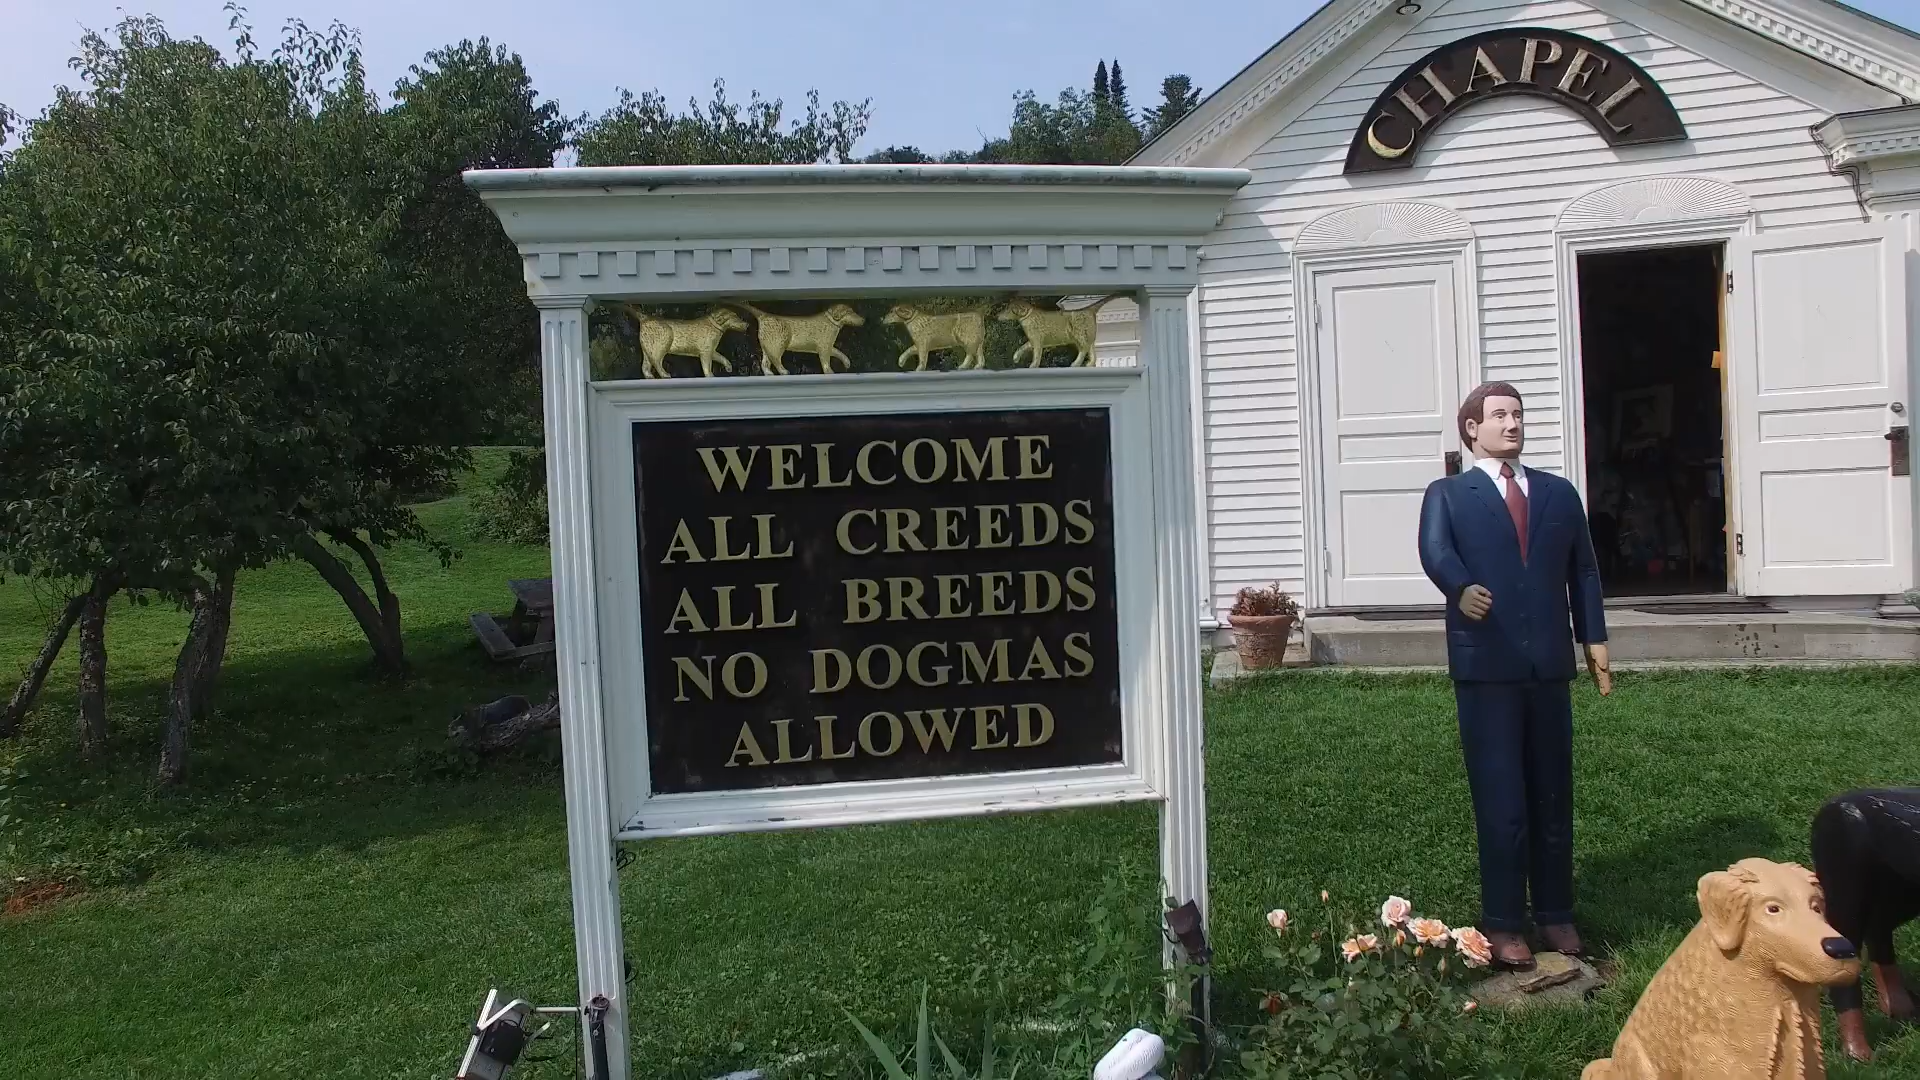 CHAPEL
WELCOME
ALL CREEDS
ALL BREEDS
NO DOGMAS
ALLOWED